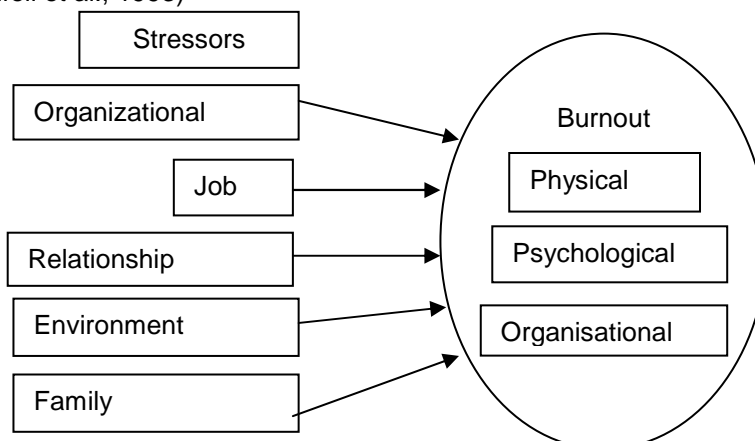 Stressors
Organizational
Job
Relationship
Environment
Family
Burnout
Physical
Psychological
Organisational